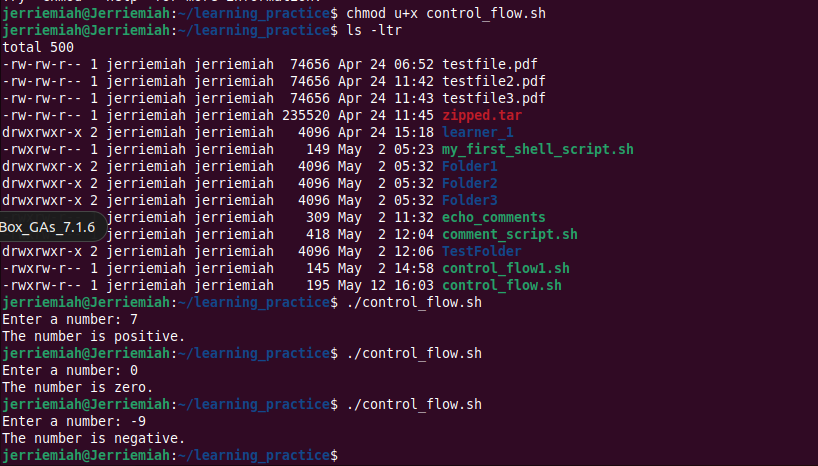 jerriemiah@Jerriemiah:~/learning_practice$ chmod u+x control_flow.sh
jerriemiah@Jerriemiah:~/learning_practice$ ls -ltr
total 500
-rw-rw-r-- 1 jerriemiah jerriemiah  74656 Apr 24 06:52 testfile.pdf
-rw-rw-r-- 1 jerriemiah jerriemiah  74656 Apr 24 11:42 testfile2.pdf
-rw-rw-r-- 1 jerriemiah jerriemiah  74656 Apr 24 11:43 testfile3.pdf
-rw-rw-r-- 1 jerriemiah jerriemiah 235520 Apr 24 11:45 zipped.tar
drwxrwxr-x 2 jerriemiah jerriemiah   4096 Apr 24 15:18 learner_1
-rwxrw-r-- 1 jerriemiah jerriemiah    149 May  2 05:23 my_first_shell_script.sh
drwxrwxr-x 2 jerriemiah jerriemiah   4096 May  2 05:32 Folder1
drwxrwxr-x 2 jerriemiah jerriemiah   4096 May  2 05:32 Folder2
drwxrwxr-x 2 jerriemiah jerriemiah   4096 May  2 05:32 Folder3
jerriemiah jerriemiah    309 May  2 11:32 echo_comments
Box_GAs_7.1.6
jerriemiah jerriemiah    418 May  2 12:04 comment_script.sh
drwxrwxr-x 2 jerriemiah jerriemiah   4096 May  2 12:06 TestFolder
-rwxrw-r-- 1 jerriemiah jerriemiah    145 May  2 14:58 control_flow1.sh
-rwxrw-r-- 1 jerriemiah jerriemiah    195 May 12 16:03 control_flow.sh
jerriemiah@Jerriemiah:~/learning_practice$ ./control_flow.sh
Enter a number: 7
The number is positive.
jerriemiah@Jerriemiah:~/learning_practice$ ./control_flow.sh
Enter a number: 0
The number is zero.
jerriemiah@Jerriemiah:~/learning_practice$ ./control_flow.sh
Enter a number: -9
The number is negative.
jerriemiah@Jerriemiah:~/learning_practice$